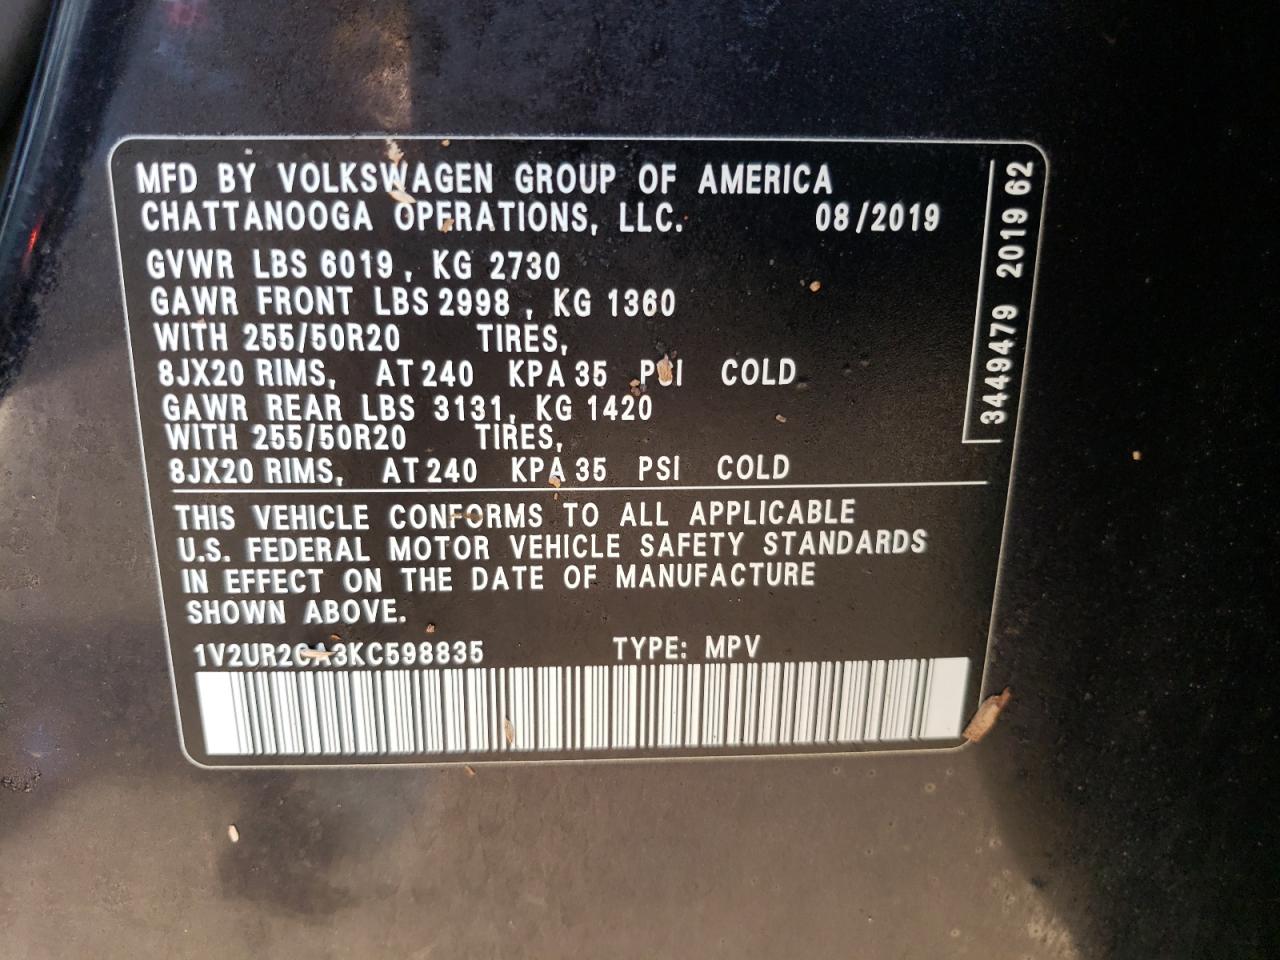 MFD BY VOLKSWAGEN GROUP OF AMERICA
CHATTANOOGA OPERATIONS, LLC. 08/2019
GVWR LBS 6019, KG 2730
GAWR FRONT LBS 2998, KG 1360
WITH 255/50R20 TIRES,
8JX20 RIMS, AT 240 KPA 35 PSI COLD
GAWR REAR LBS 3131, KG 1420
WITH 255/50R20 TIRES,
8JX20 RIMS, AT 240 KPA 35 PSI COLD
THIS VEHICLE CONFORMS TO ALL APPLICABLE
U.S. FEDERAL MOTOR VEHICLE SAFETY STANDARDS
IN EFFECT ON THE DATE OF MANUFACTURE
SHOWN ABOVE.
1V2UR2CA3KC598835 TYPE: MPV
3449479 2019 62